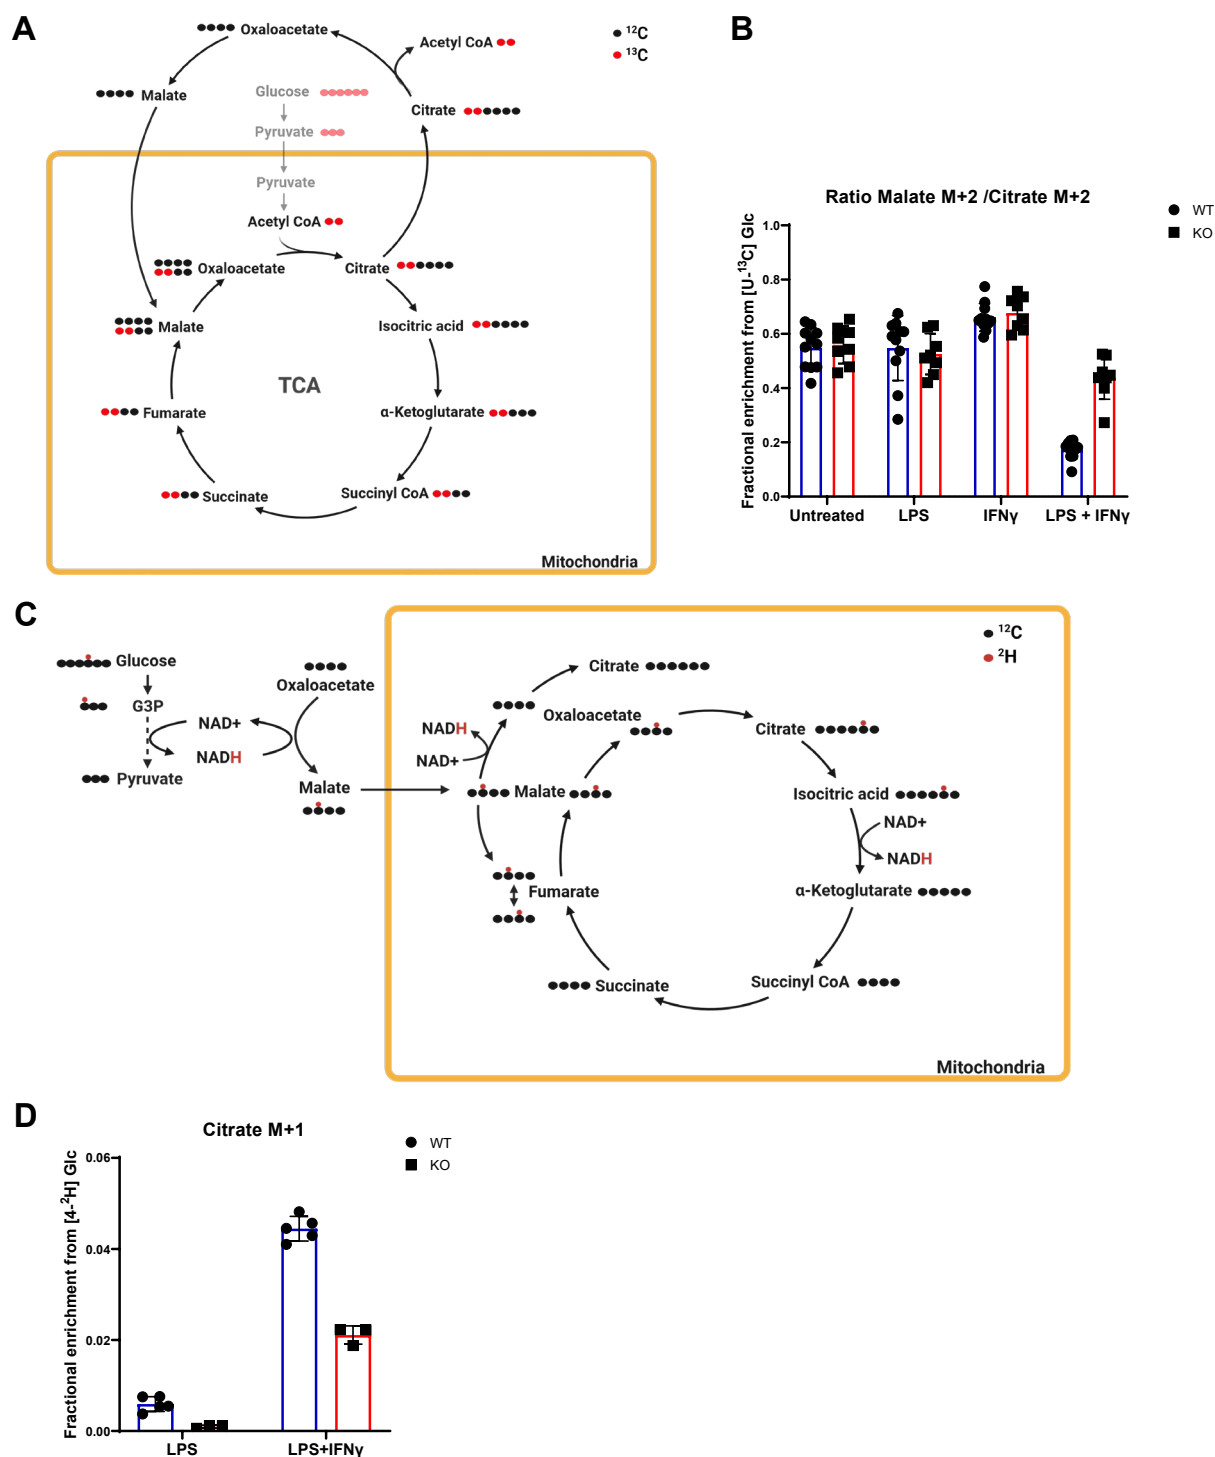 A
Oxaloacetate
Acetyl CoA
¹²C
¹³C
Malate
Glucose
Citrate
Pyruvate
Pyruvate
Acetyl CoA
Oxaloacetate
Citrate
Malate
Isocitric acid
TCA
Fumarate
α-Ketoglutarate
Succinate
Succinyl CoA
Mitochondria
B
Ratio Malate M+2 /Citrate M+2
WT
KO
Fractional enrichment from [U-¹³C] Glc
1.0
0.8
0.6
0.4
0.2
0.0
Untreated
LPS
IFNγ
LPS + IFNγ
C
¹²C
²H
Glucose
G3P
NAD+
NADH
Pyruvate
Oxaloacetate
Malate
Citrate
Oxaloacetate
NADH
NAD+
Citrate
Malate
Isocitric acid
NAD+
NADH
Fumarate
α-Ketoglutarate
Succinate
Succinyl CoA
Mitochondria
D
Citrate M+1
WT
KO
Fractional enrichment from [4-²H] Glc
0.06
0.04
0.02
0.00
LPS
LPS+IFNγ